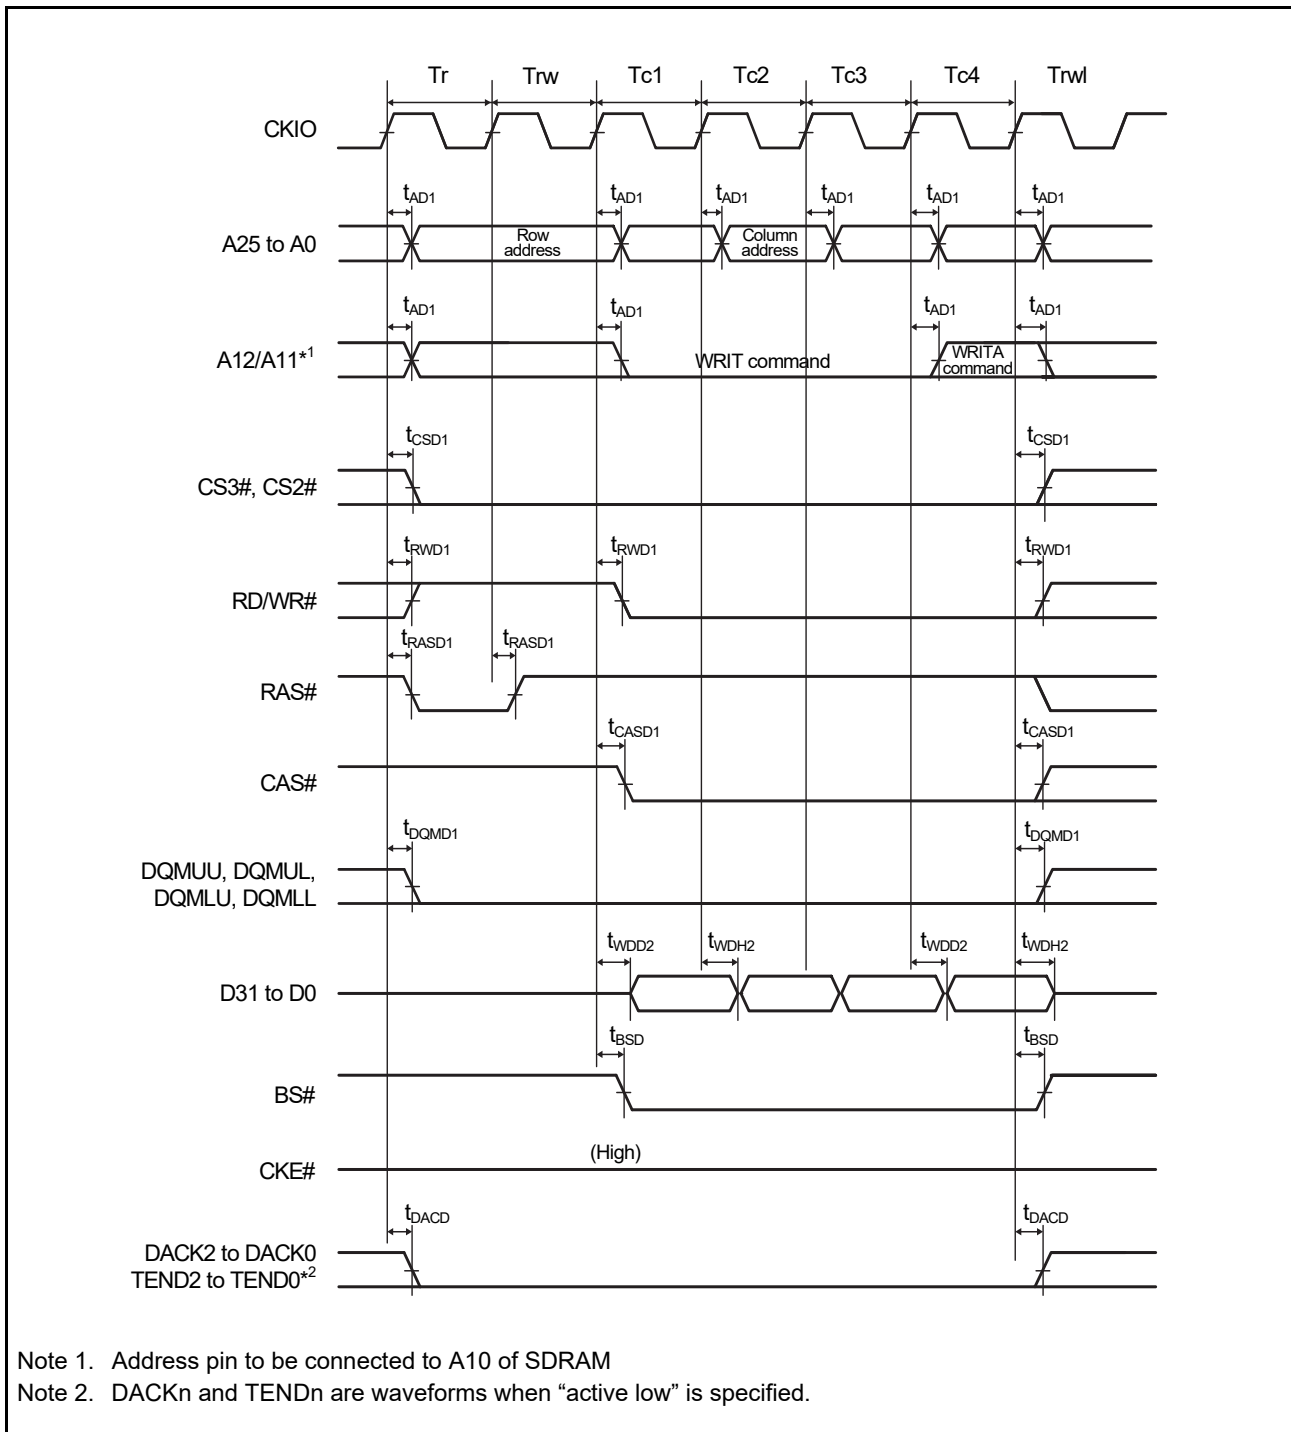 Tr Trw Tc1 Tc2 Tc3 Tc4 Trwl
CKIO
tAD1 tAD1 tAD1 tAD1 tAD1 tAD1
A25 to A0
Row
address
Column
address
tAD1 tAD1 tAD1 tAD1
A12/A11*1
WRIT command
WRITA
command
tCSD1 tCSD1
CS3#, CS2#
tRWD1 tRWD1 tRWD1
RD/WR#
tRASD1 tRASD1
RAS#
tCASD1 tCASD1
CAS#
tDQMD1 tDQMD1
DQMUU, DQMUL,
DQMLU, DQMLL
tWDD2 tWDH2 tWDD2 tWDH2
D31 to D0
tBSD tBSD
BS#
(High)
CKE#
tDACD tDACD
DACK2 to DACK0
TEND2 to TEND0*2
Note 1. Address pin to be connected to A10 of SDRAM
Note 2. DACKn and TENDn are waveforms when “active low” is specified.